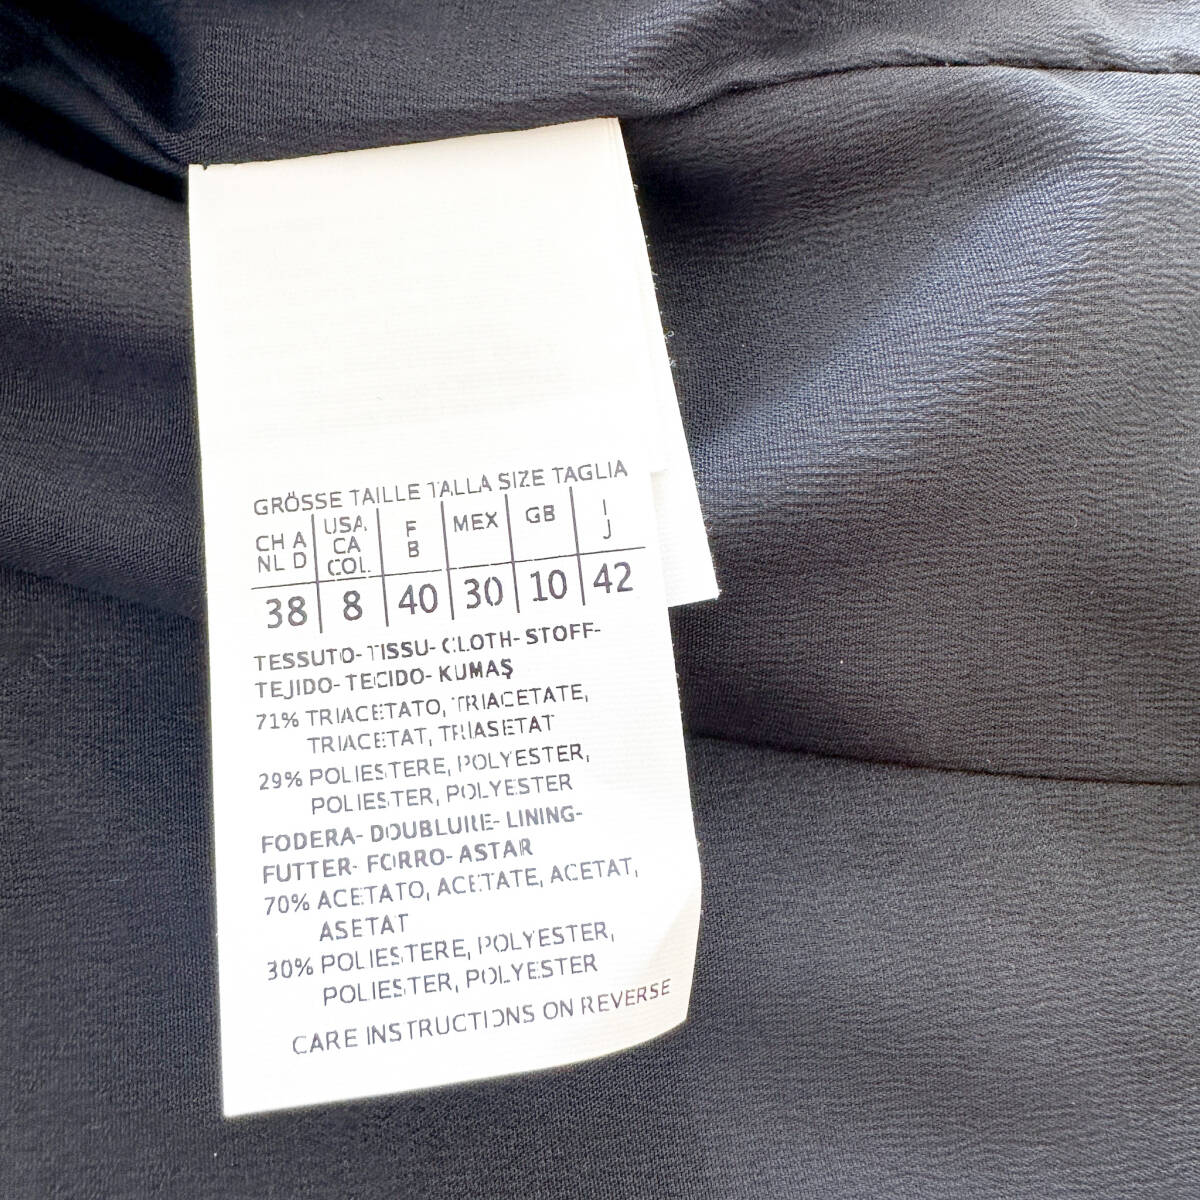 GRÖSSE TAILLE TALLA SIZE TAGLIA
CH A NL D | USA. CA COL. | F B | MEX | GB | I J
38 | 8 | 40 | 30 | 10 | 42
TESSUTO- TISSU- CLOTH- STOFF-
TEJIDO- TECIDO- KUMAŞ
71% TRIACETATO, TRIACETATE,
TRIACETAT, TRIASETAT
29% POLIESTERE, POLYESTER,
POLIESTER, POLYESTER
FODERA- DOUBLURE- LINING-
FUTTER- FORRO- ASTAR
70% ACETATO, ACETATE, ACETAT,
ASETAT
30% POLIESTERE, POLYESTER,
POLIESTER, POLYESTER
CARE INSTRUCTIONS ON REVERSE